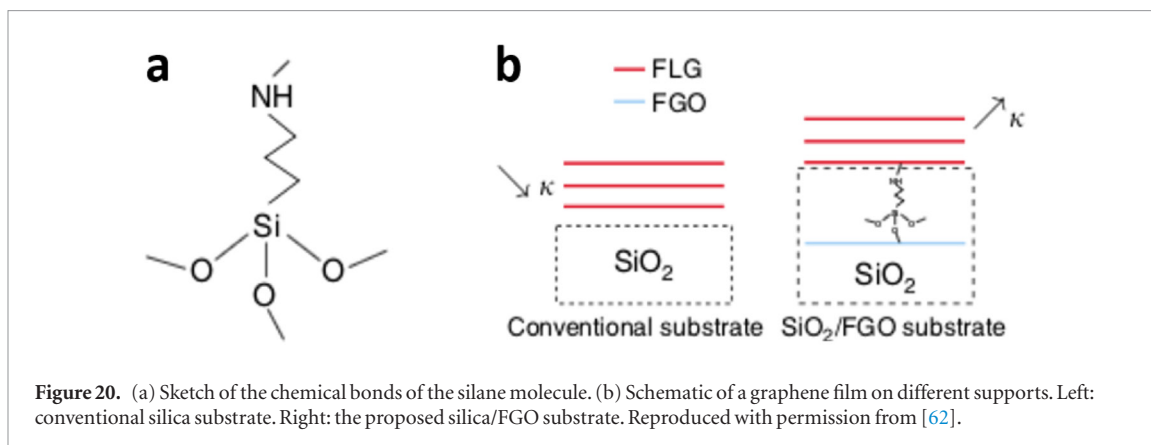 a
NH
Si
O
O
O
b
FLG
FGO
κ
SiO2
Conventional substrate
κ
NH
Si
O
O
O
SiO2
SiO2/FGO substrate
Figure 20. (a) Sketch of the chemical bonds of the silane molecule. (b) Schematic of a graphene film on different supports. Left:
conventional silica substrate. Right: the proposed silica/FGO substrate. Reproduced with permission from [62].